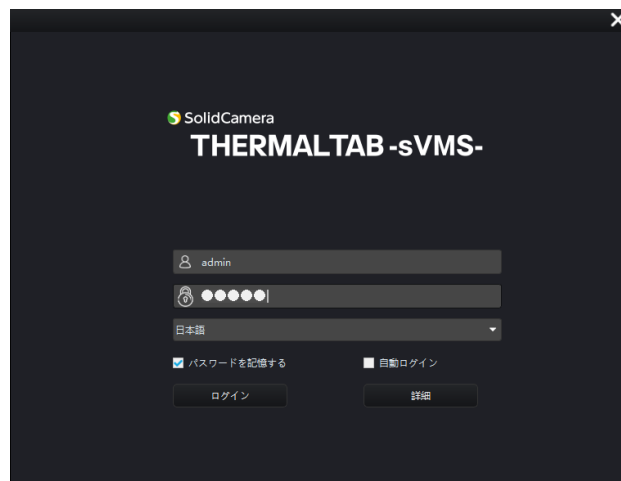 SolidCamera
THERMALTAB -sVMS-
admin
日本語
パスワードを記憶する
自動ログイン
ログイン
詳細